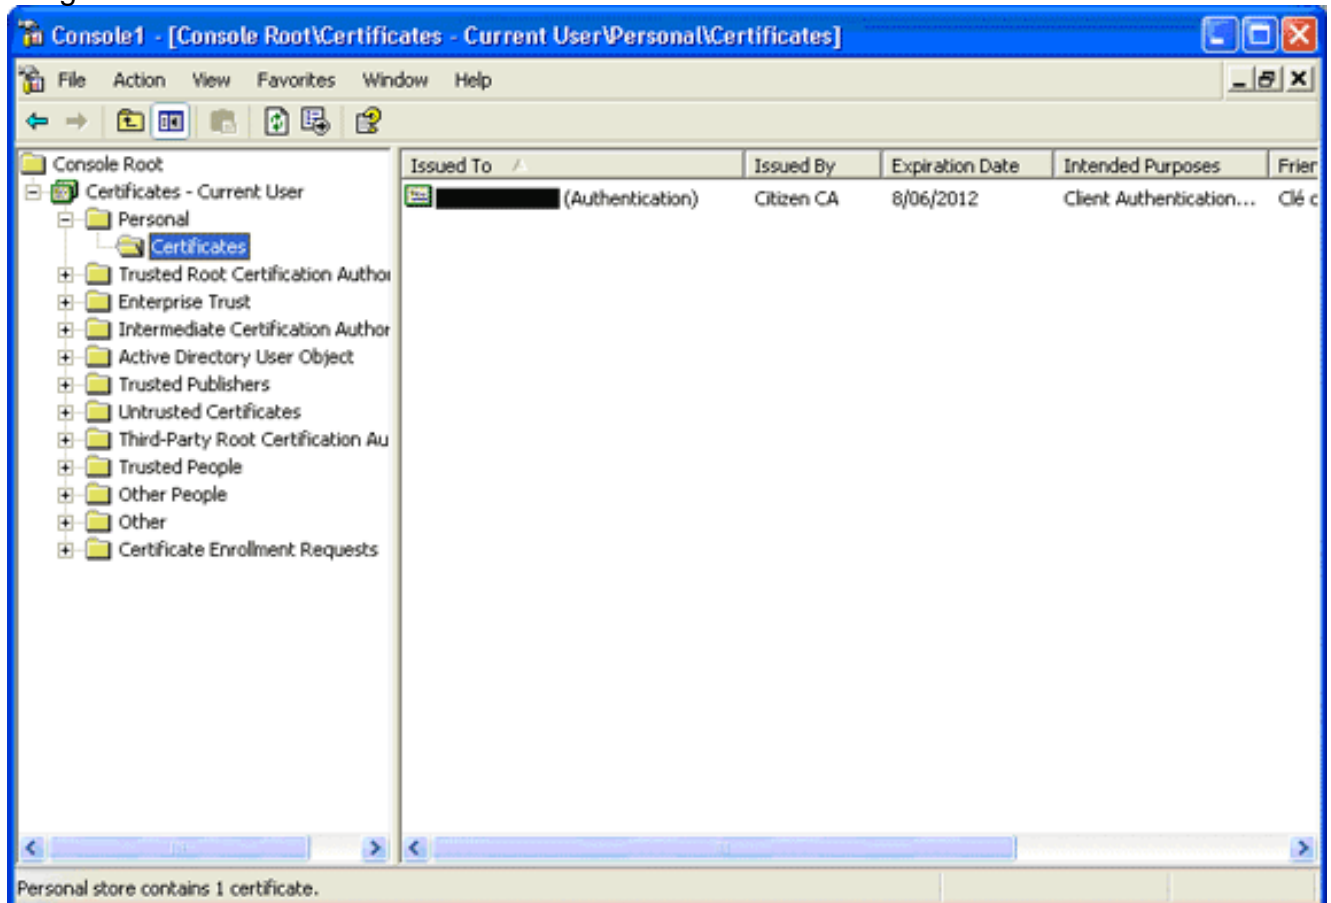 Console1 - [Console Root\Certificates - Current User\Personal\Certificates]
File Action View Favorites Window Help
Console Root
Certificates - Current User
Personal
Certificates
Trusted Root Certification Author
Enterprise Trust
Intermediate Certification Author
Active Directory User Object
Trusted Publishers
Untrusted Certificates
Third-Party Root Certification Au
Trusted People
Other People
Other
Certificate Enrollment Requests
Issued To Issued By Expiration Date Intended Purposes Frien
(Authentication) Citizen CA 8/06/2012 Client Authentication... Clé c
Personal store contains 1 certificate.